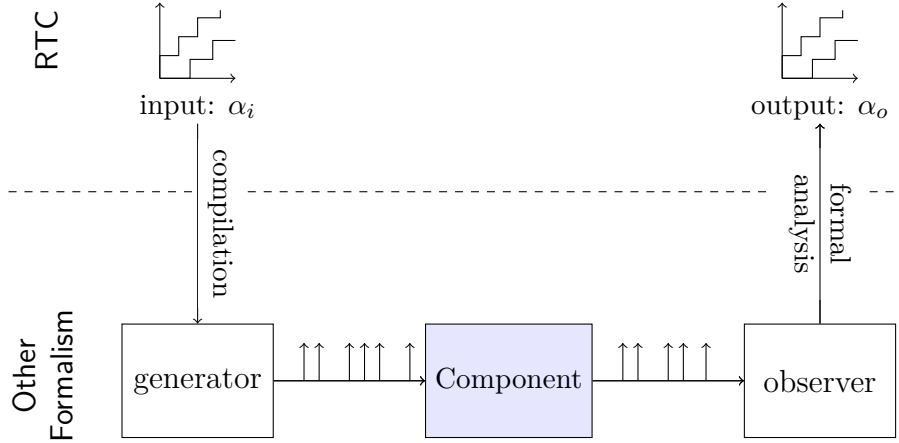 RTC
input: αᵢ
output: αₒ
compilation
formal
analysis
Other
Formalism
generator
Component
observer